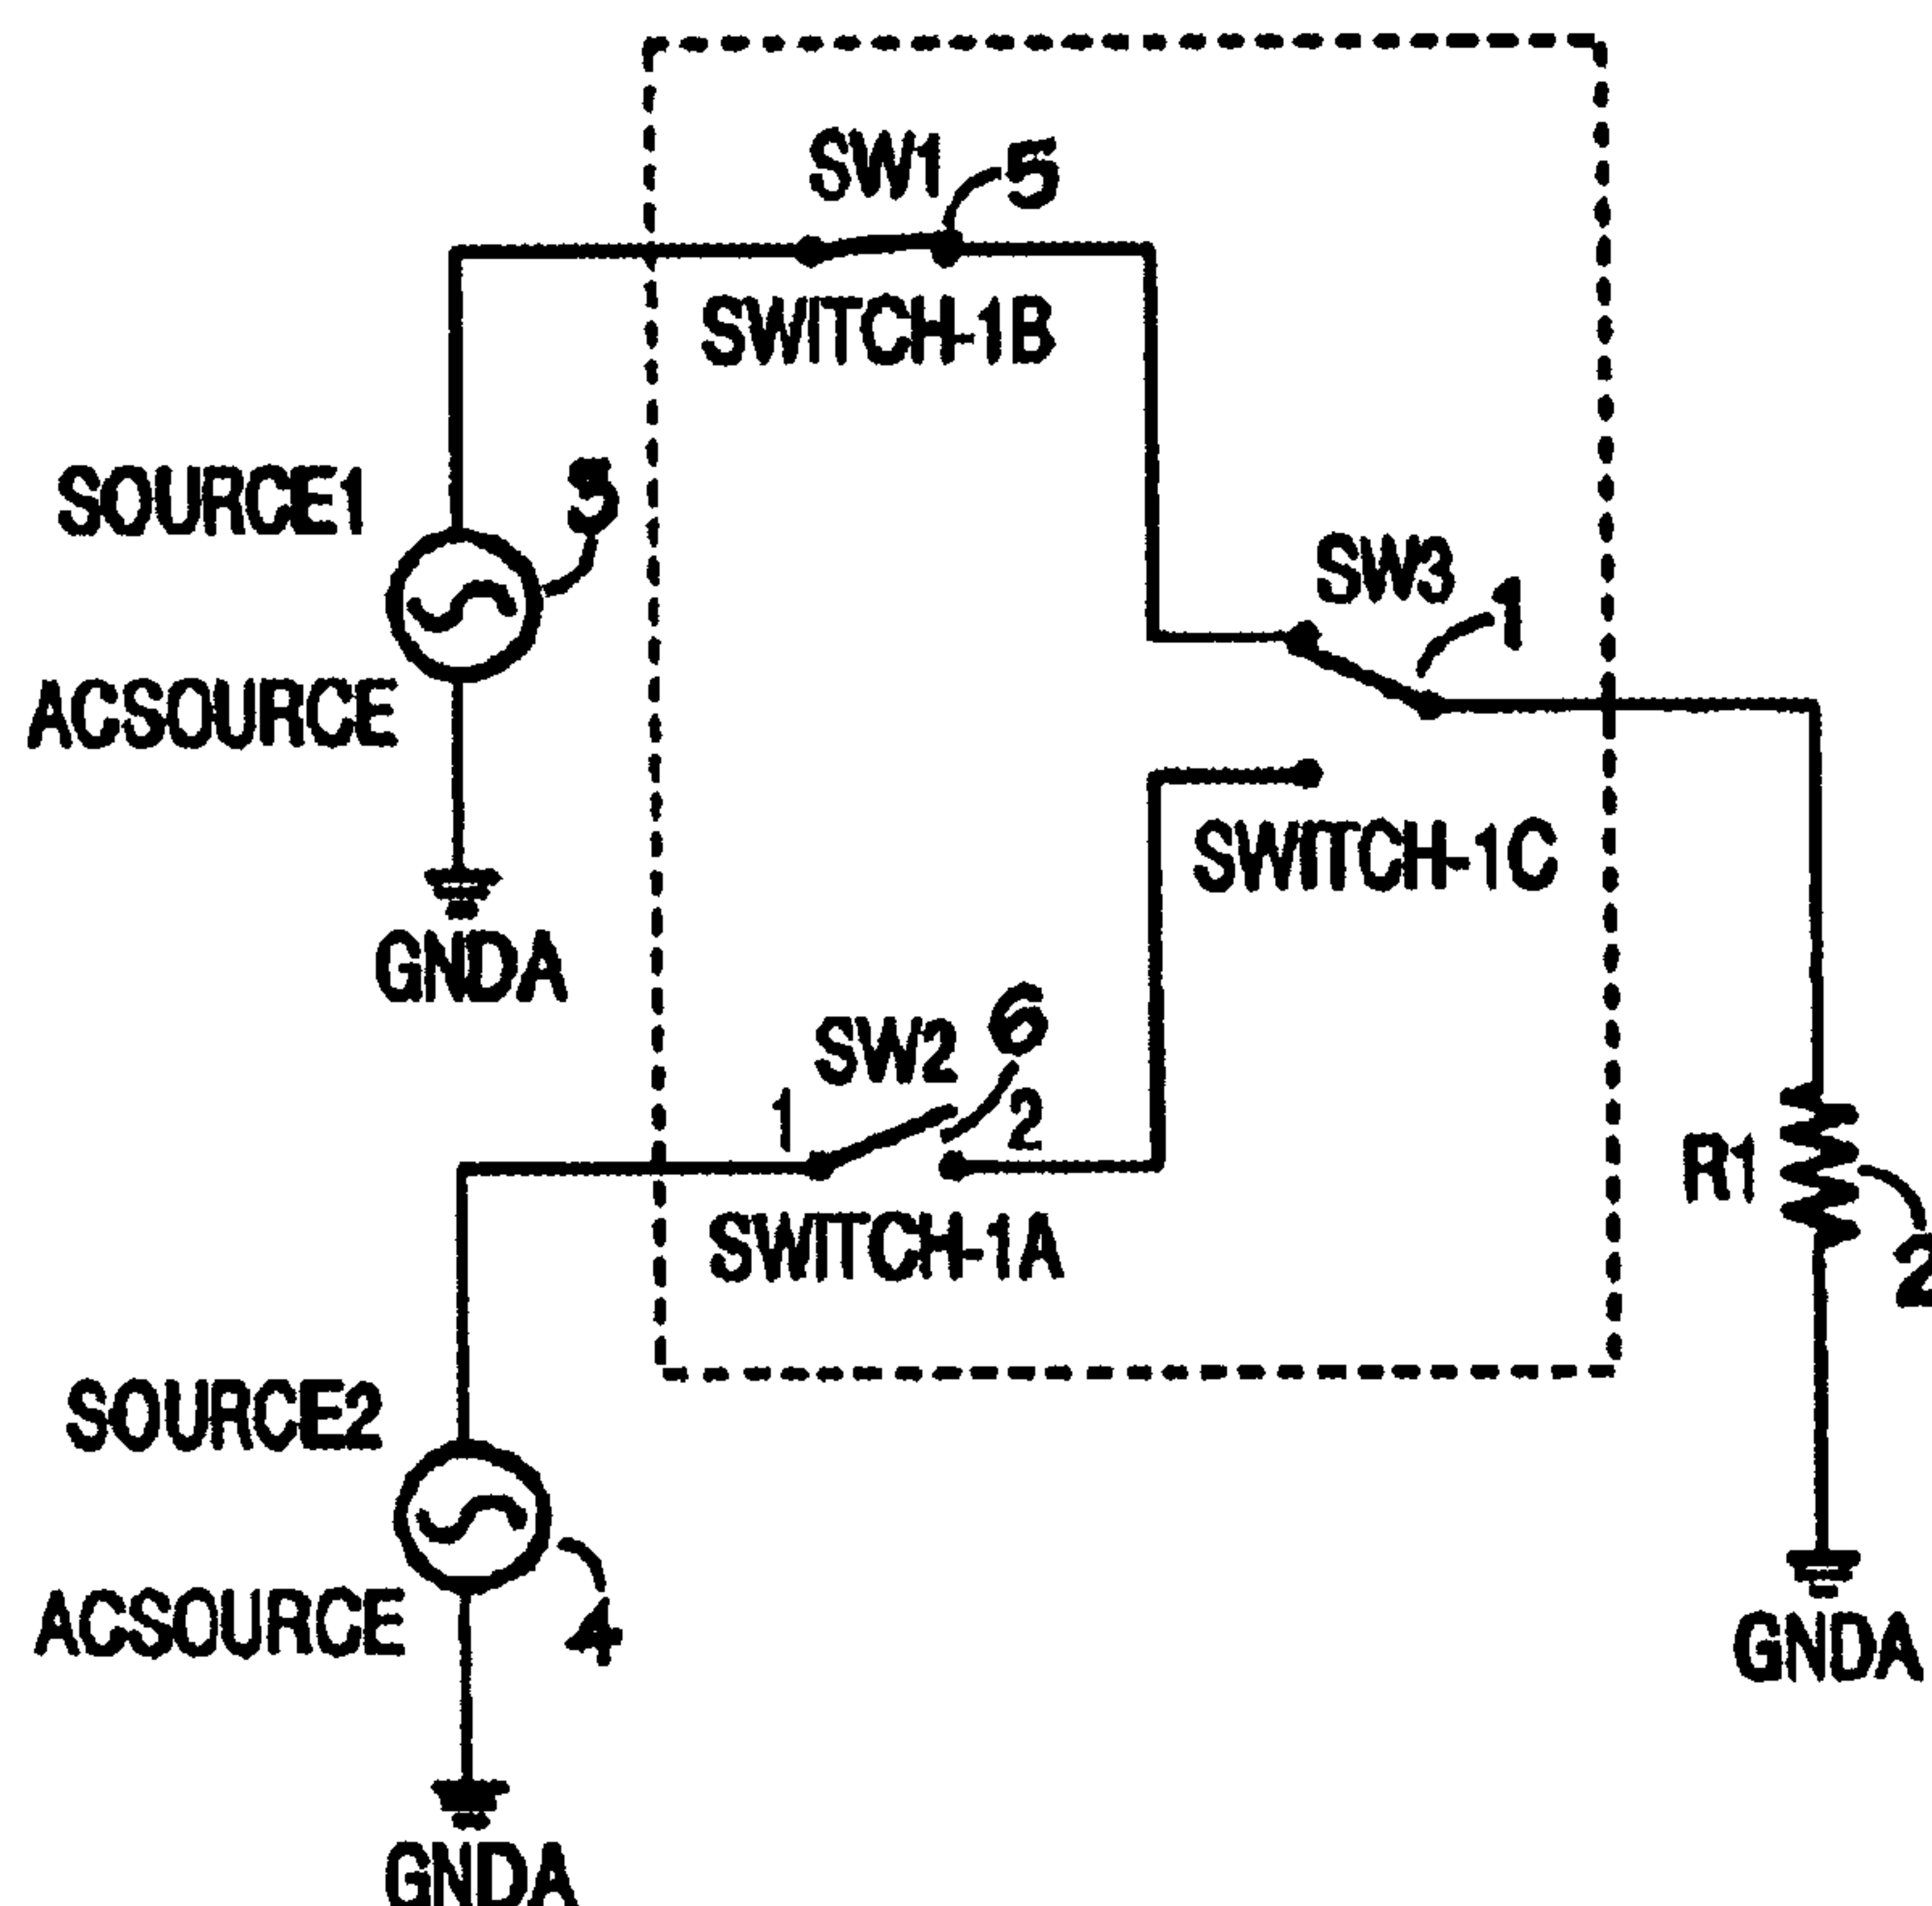 SW1 5
SWITCH-1B
SOURCE1
3
ACSOURCE
GNDA
SW3 1
SWITCH-1C
SW2 6
1 2
SWITCH-1A
R1
2
SOURCE2
ACSOURCE
4
GNDA
GNDA